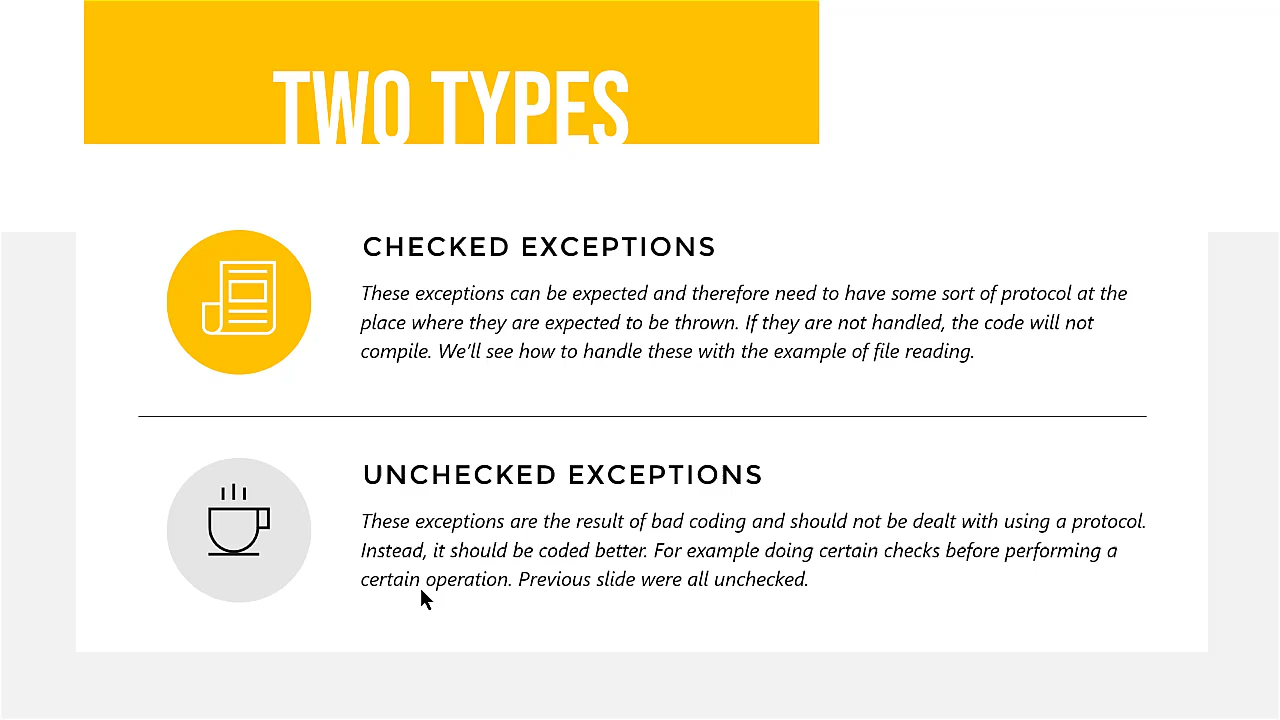 TWO TYPES
CHECKED EXCEPTIONS
These exceptions can be expected and therefore need to have some sort of protocol at the
place where they are expected to be thrown. If they are not handled, the code will not
compile. We'll see how to handle these with the example of file reading.
UNCHECKED EXCEPTIONS
These exceptions are the result of bad coding and should not be dealt with using a protocol.
Instead, it should be coded better. For example doing certain checks before performing a
certain operation. Previous slide were all unchecked.